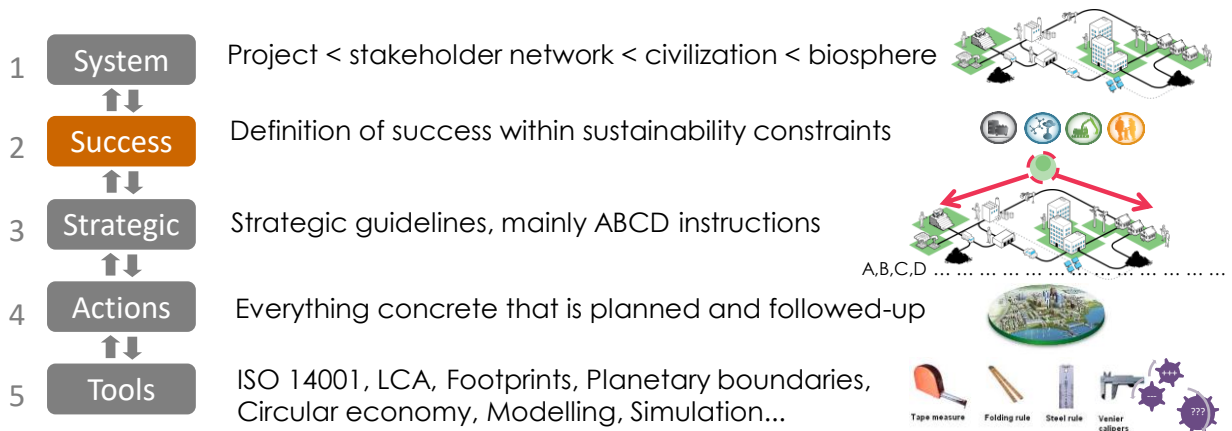 1 System Project < stakeholder network < civilization < biosphere
2 Success Definition of success within sustainability constraints
3 Strategic Strategic guidelines, mainly ABCD instructions
A,B,C,D ... ... ... ... ... ... ... ... ... ... ... ... ...
4 Actions Everything concrete that is planned and followed-up
5 Tools ISO 14001, LCA, Footprints, Planetary boundaries,
Circular economy, Modelling, Simulation...
Tape measure Folding rule Steel rule Venier
calipers
+++
---
???